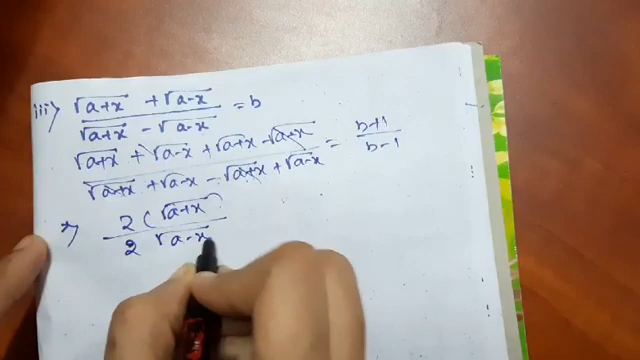 iii) (√(a+x) + √(a-x)) / (√(a+x) - √(a-x)) = b
(√(a+x) + √(a-x) + √(a+x) - √(a+x)) / (√(a+x) + √(a-x) - √(a+x) + √(a-x)) = (b+1) / (b-1)
⇒ 2(√(a+x)) / 2√(a-x)